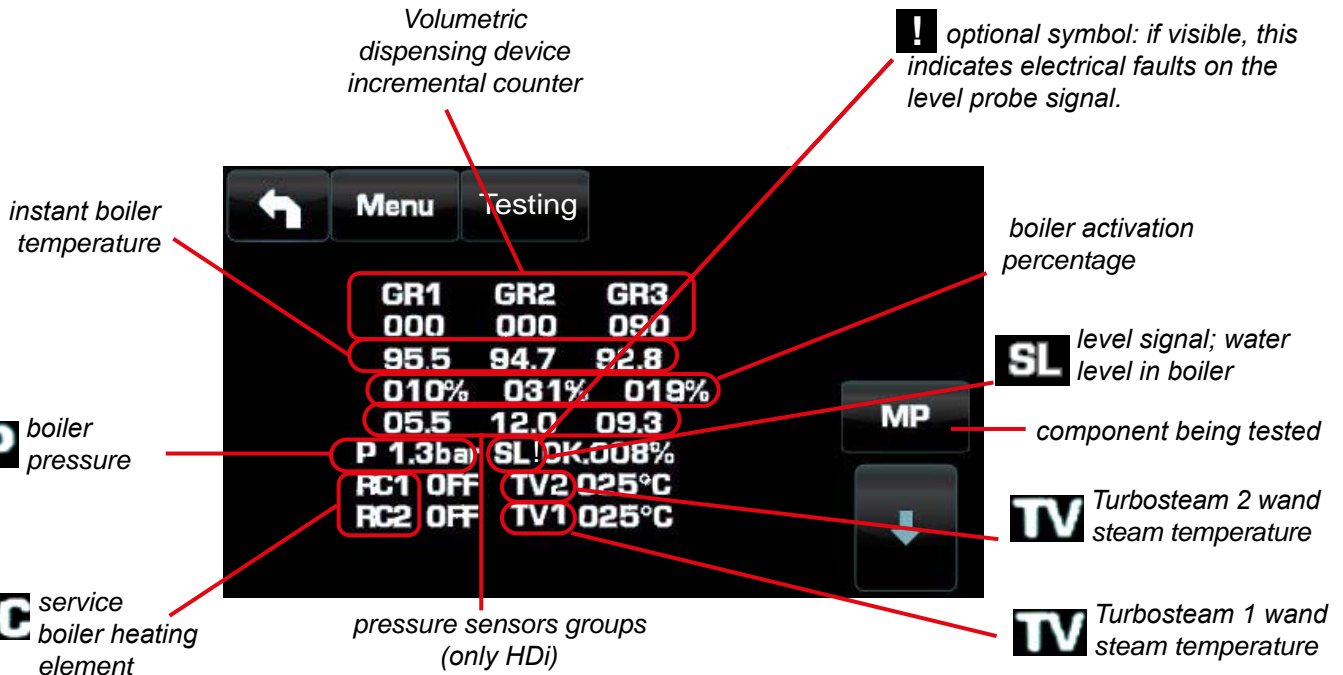 Volumetric
dispensing device
incremental counter
! optional symbol: if visible, this
indicates electrical faults on the
level probe signal.
instant boiler
temperature
Menu Testing
boiler activation
percentage
GR1 GR2 GR3
000 000 090
95.5 94.7 92.8
010% 031% 019%
05.5 12.0 09.3
P 1.3bar SL!OK.008%
RC1 OFF TV2 025°C
RC2 OFF TV1 025°C
SL level signal; water
level in boiler
MP
component being tested
P boiler
pressure
TV Turbosteam 2 wand
steam temperature
C service
boiler heating
element
pressure sensors groups
(only HDi)
TV Turbosteam 1 wand
steam temperature